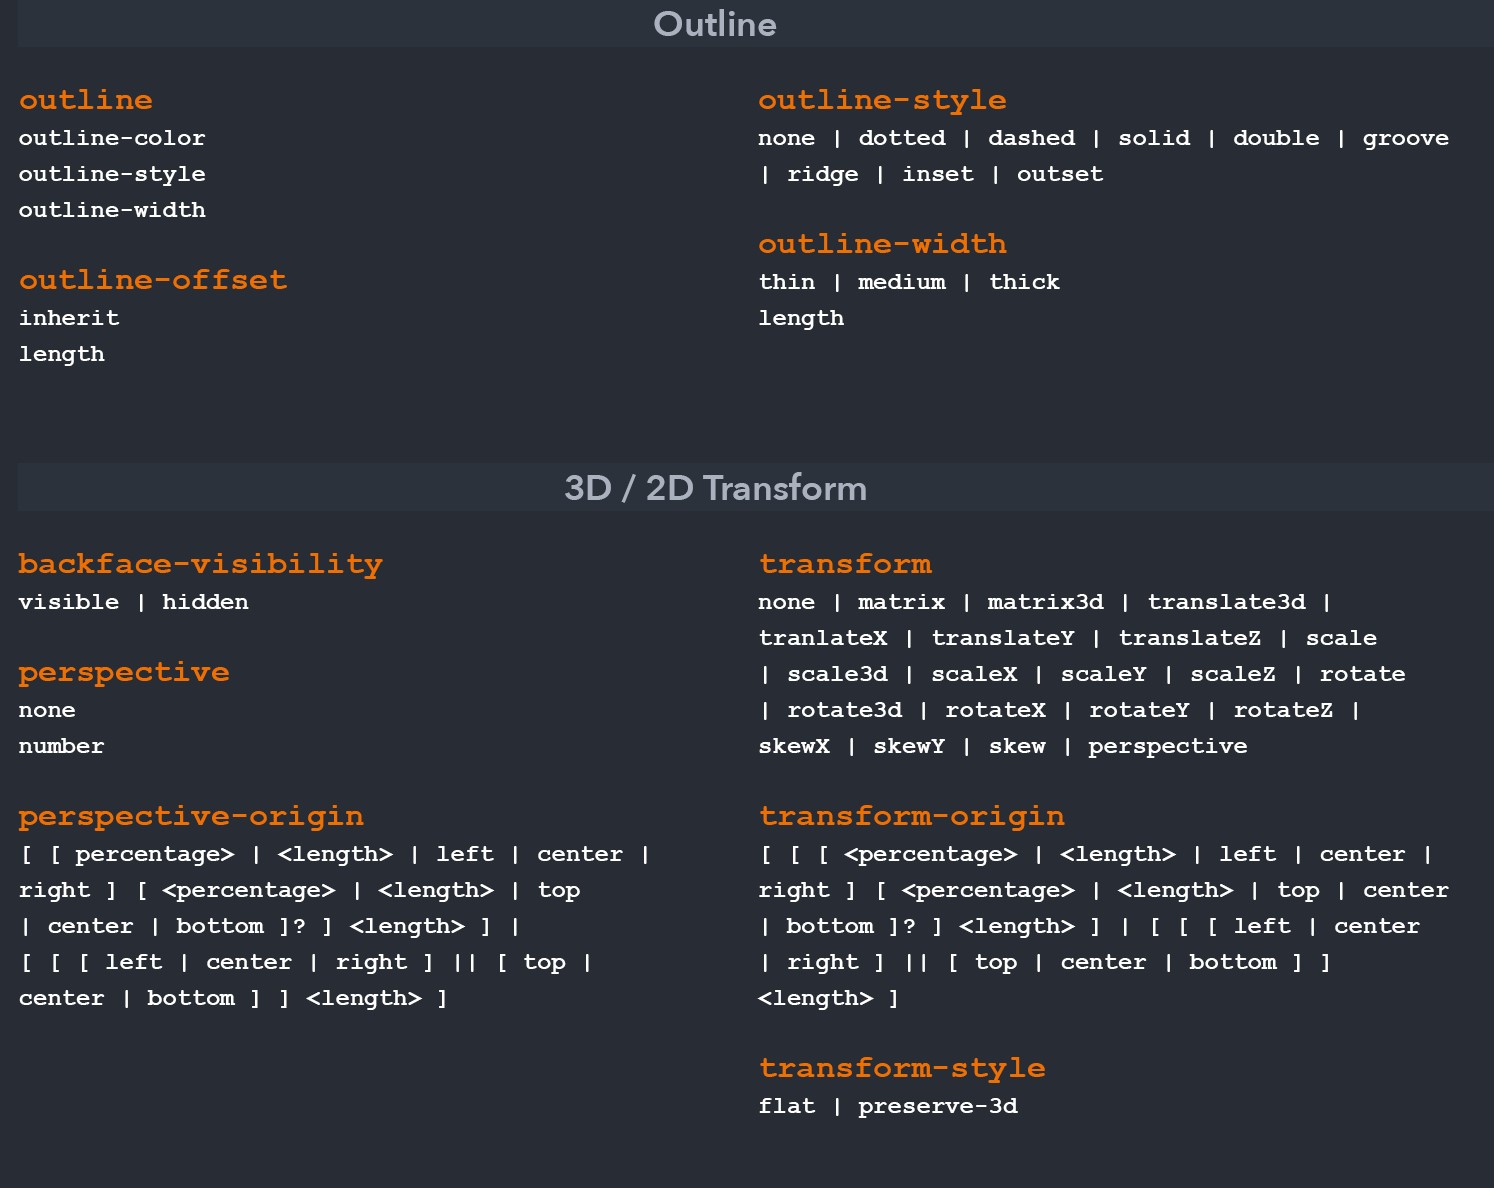 Outline
outline
outline-color
outline-style
outline-width
outline-offset
inherit
length
outline-style
none | dotted | dashed | solid | double | groove
| ridge | inset | outset
outline-width
thin | medium | thick
length
3D / 2D Transform
backface-visibility
visible | hidden
perspective
none
number
perspective-origin
[ [ percentage> | <length> | left | center |
right ] [ <percentage> | <length> | top
| center | bottom ]? ] <length> ] |
[ [ [ left | center | right ] || [ top |
center | bottom ] ] <length> ]
transform
none | matrix | matrix3d | translate3d |
tranlateX | translateY | translateZ | scale
| scale3d | scaleX | scaleY | scaleZ | rotate
| rotate3d | rotateX | rotateY | rotateZ |
skewX | skewY | skew | perspective
transform-origin
[ [ [ <percentage> | <length> | left | center |
right ] [ <percentage> | <length> | top | center
| bottom ]? ] <length> ] | [ [ [ left | center
| right ] || [ top | center | bottom ] ]
<length> ]
transform-style
flat | preserve-3d